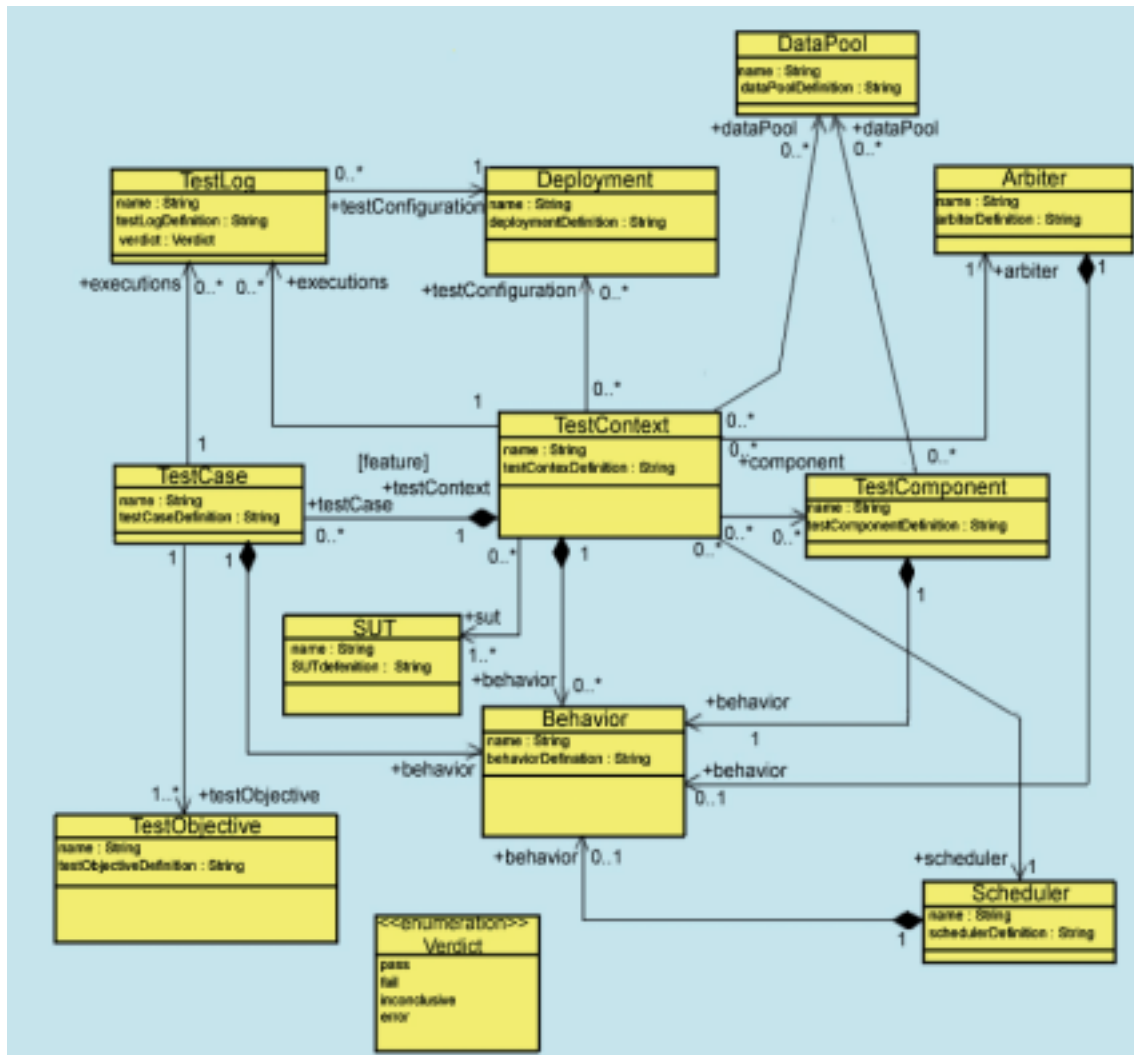 DataPool
name : String
dataPoolDefinition : String
+dataPool
0..*
+dataPool
0..*
TestLog
name : String
testLogDefinition : String
verdict : Verdict
0..*
1
+testConfiguration
Deployment
name : String
deploymentDefinition : String
Arbiter
name : String
arbiterDefinition : String
+executions
0..*
0..*
+executions
+testConfiguration
0..*
1
+arbiter
1
1
1
0..*
TestContext
name : String
testContexDefinition : String
0..*
0..*
+component
0..*
TestCase
name : String
testCaseDefinition : String
[feature]
+testContext
+testCase
0..*
1
TestComponent
name : String
testComponentDefinition : String
0..*
0..*
0..*
1
1
0..*
1
1
SUT
name : String
SUTdefenition : String
+sut
1..*
+behavior
0..*
Behavior
name : String
behaviorDefination : String
+behavior
1
+behavior
0..1
+behavior
1..*
+testObjective
TestObjective
name : String
testObjectiveDefinition : String
+behavior
0..1
+scheduler
1
Scheduler
name : String
schedulerDefinition : String
1
<<enumeration>>
Verdict
pass
fail
inconclusive
error